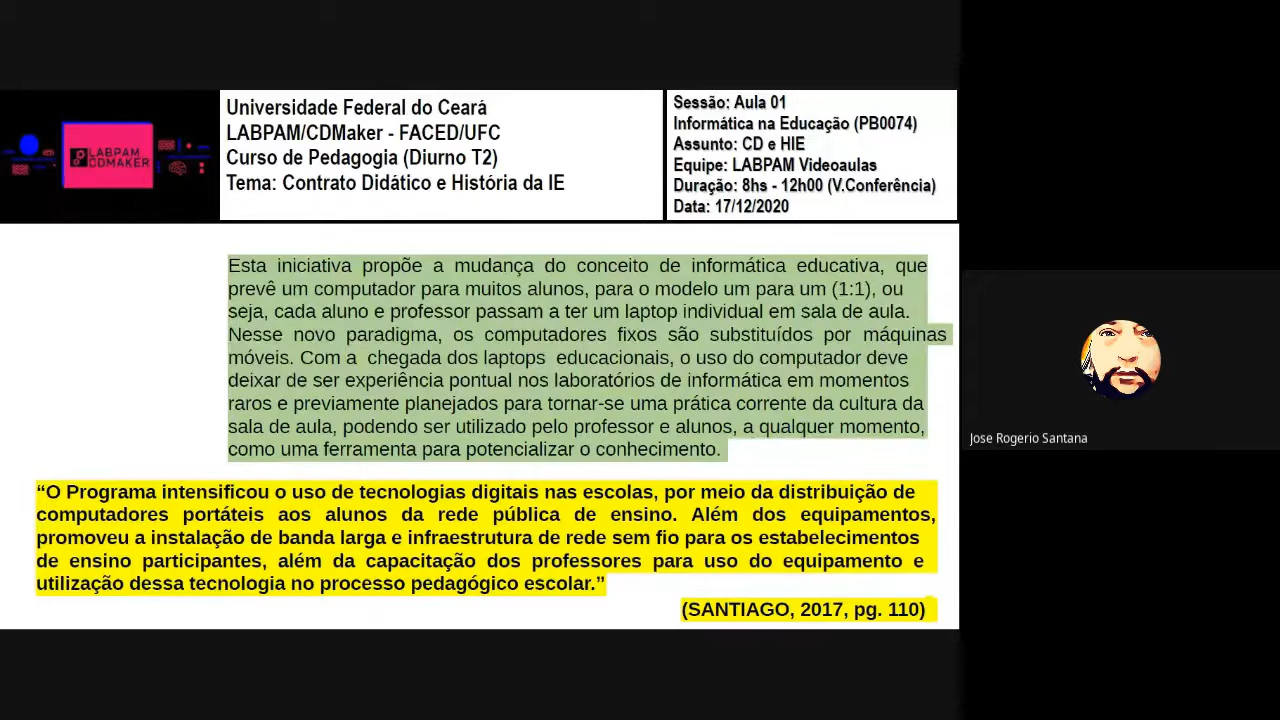 LABPAM
CDMAKER
Universidade Federal do Ceará
LABPAM/CDMaker - FACED/UFC
Curso de Pedagogia (Diurno T2)
Tema: Contrato Didático e História da IE
Sessão: Aula 01
Informática na Educação (PB0074)
Assunto: CD e HIE
Equipe: LABPAM Videoaulas
Duração: 8hs - 12h00 (V.Conferência)
Data: 17/12/2020
Esta iniciativa propõe a mudança do conceito de informática educativa, que
prevê um computador para muitos alunos, para o modelo um para um (1:1), ou
seja, cada aluno e professor passam a ter um laptop individual em sala de aula.
Nesse novo paradigma, os computadores fixos são substituídos por máquinas
móveis. Com a chegada dos laptops educacionais, o uso do computador deve
deixar de ser experiência pontual nos laboratórios de informática em momentos
raros e previamente planejados para tornar-se uma prática corrente da cultura da
sala de aula, podendo ser utilizado pelo professor e alunos, a qualquer momento,
como uma ferramenta para potencializar o conhecimento.
“O Programa intensificou o uso de tecnologias digitais nas escolas, por meio da distribuição de
computadores portáteis aos alunos da rede pública de ensino. Além dos equipamentos,
promoveu a instalação de banda larga e infraestrutura de rede sem fio para os estabelecimentos
de ensino participantes, além da capacitação dos professores para uso do equipamento e
utilização dessa tecnologia no processo pedagógico escolar.”
(SANTIAGO, 2017, pg. 110)
Jose Rogerio Santana